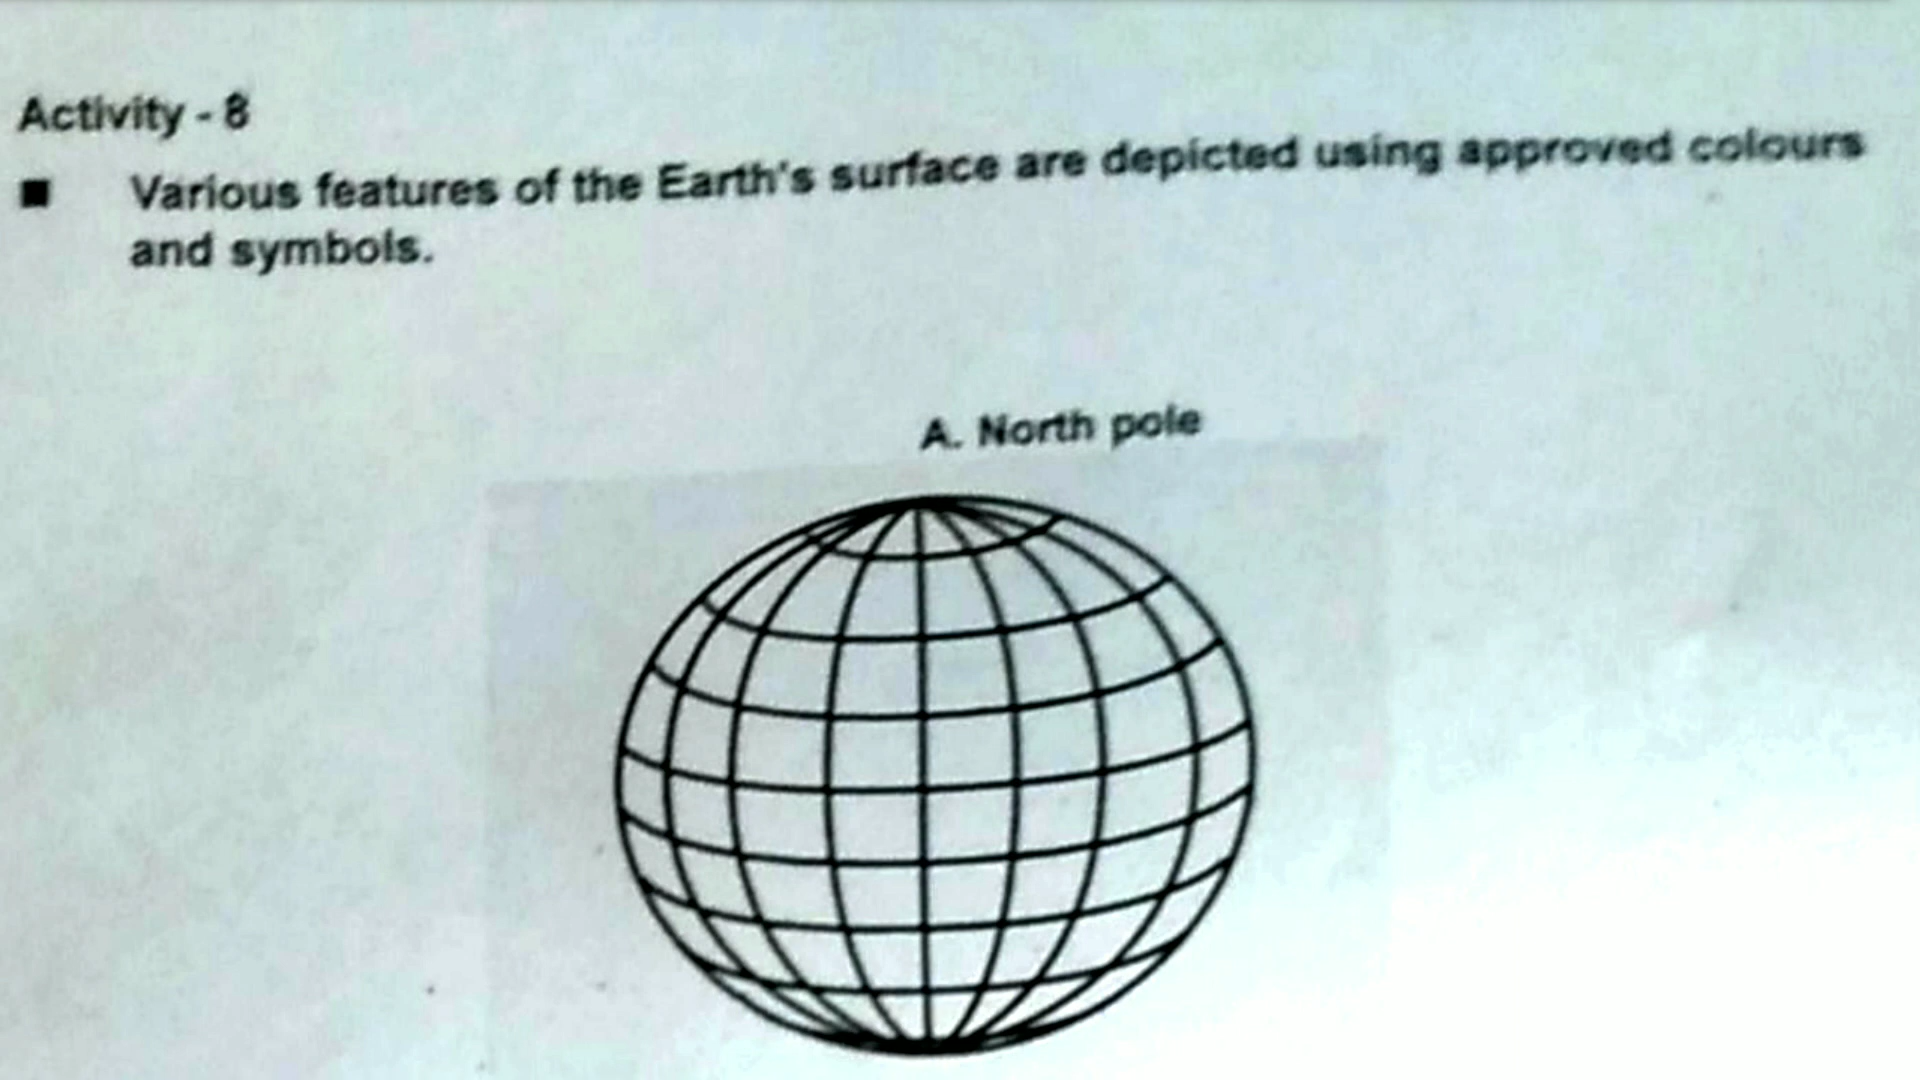 Activity - 8
■ Various features of the Earth's surface are depicted using approved colours
and symbols.
A. North pole